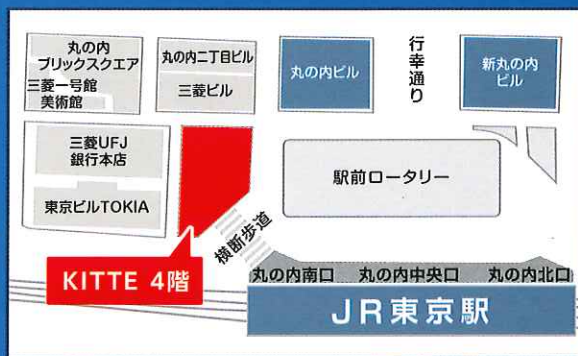 丸の内
ブリックスクエア
三菱一号館
美術館
丸の内二丁目ビル
三菱ビル
丸の内ビル
行幸通り
新丸の内
ビル
三菱UFJ
銀行本店
東京ビルTOKIA
駅前ロータリー
横断歩道
KITTE 4階
丸の内南口
丸の内中央口
丸の内北口
JR東京駅